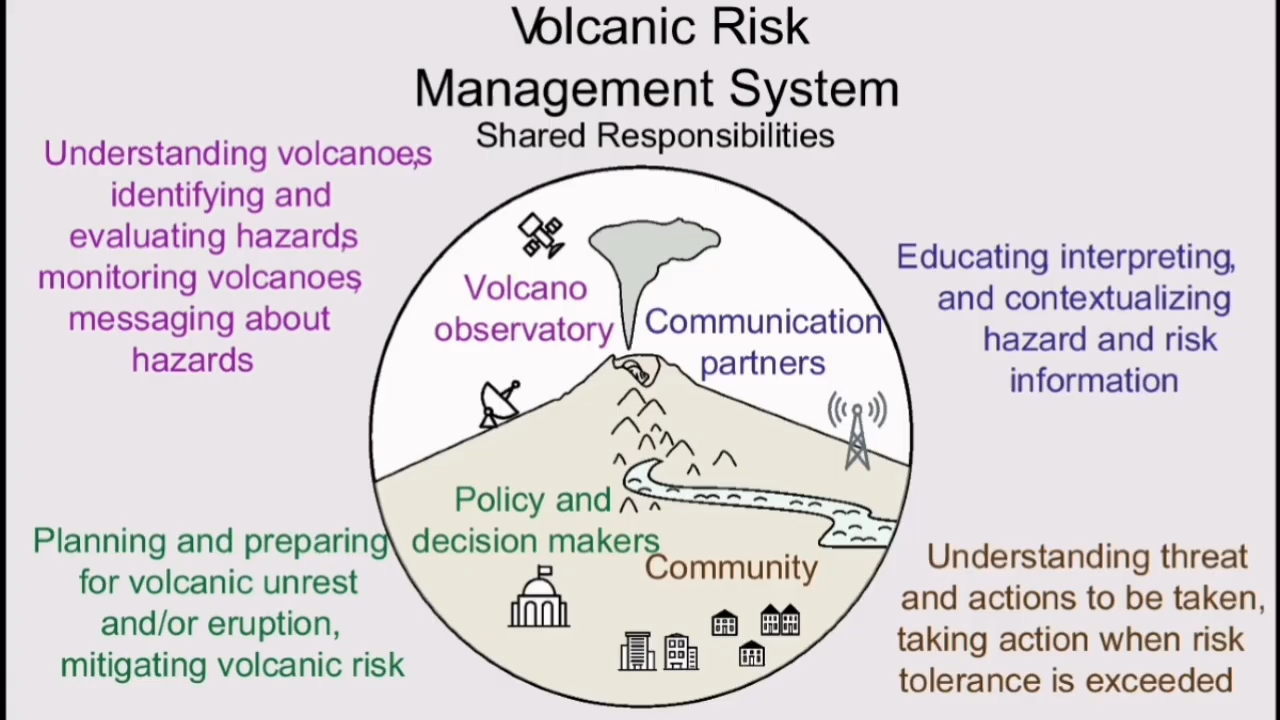 Volcanic Risk
Management System
Shared Responsibilities
Understanding volcanoes,
identifying and
evaluating hazards,
monitoring volcanoes,
messaging about
hazards
Volcano
observatory
Communication
partners
Educating interpreting,
and contextualizing
hazard and risk
information
Policy and
decision makers
Planning and preparing
for volcanic unrest
and/or eruption,
mitigating volcanic risk
Community
Understanding threat
and actions to be taken,
taking action when risk
tolerance is exceeded